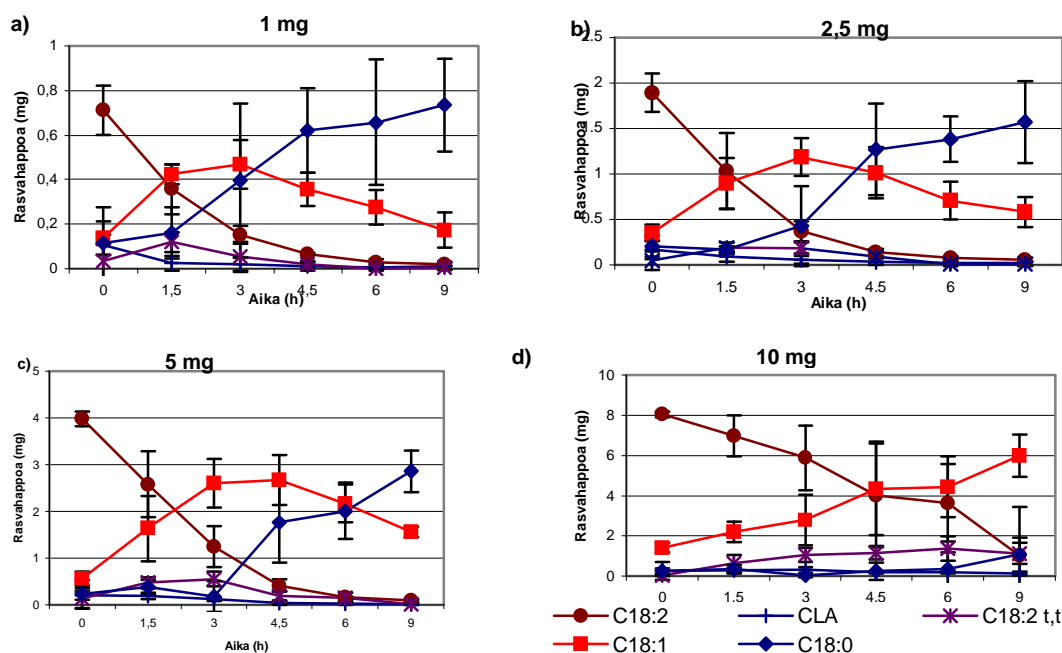 a)
1 mg
Rasvahappoa (mg)
1
0,8
0,6
0,4
0,2
0
0 1,5 3 4,5 6 9
Aika (h)
b)
2,5 mg
Rasvahappoa (mg)
2.5
2
1.5
1
0.5
0
0 1.5 3 4.5 6 9
Aika (h)
c)
5 mg
Rasvahappoa (mg)
5
4
3
2
1
0
0 1,5 3 4,5 6 9
Aika (h)
d)
10 mg
Rasvahappoa (mg)
10
8
6
4
2
0
0 1.5 3 4.5 6 9
C18:2 CLA C18:2 t,t
C18:1 C18:0